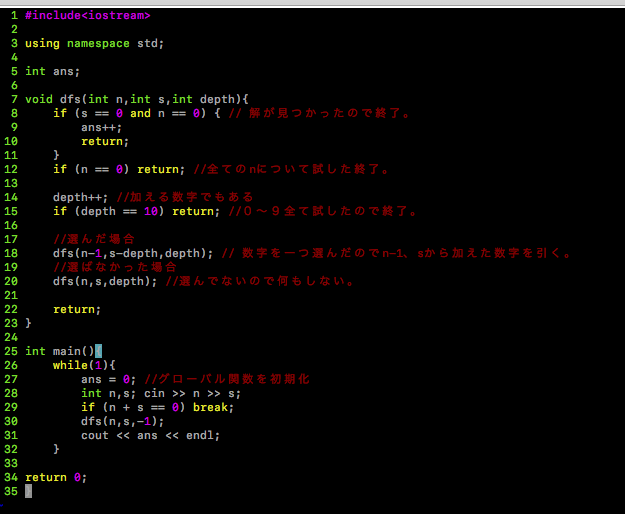 1 #include<iostream>
2
3 using namespace std;
4
5 int ans;
6
7 void dfs(int n,int s,int depth){
8     if (s == 0 and n == 0) { // 解が見つかったので終了。
9         ans++;
10         return;
11     }
12     if (n == 0) return; //全てのnについて試した終了。
13
14     depth++; //加える数字でもある
15     if (depth == 10) return; //０〜９全て試したので終了。
16
17     //選んだ場合
18     dfs(n-1,s-depth,depth); // 数字を一つ選んだのでn-1、sから加えた数字を引く。
19     //選ばなかった場合
20     dfs(n,s,depth); //選んでないので何もしない。
21
22     return;
23 }
24
25 int main(){
26     while(1){
27         ans = 0; //グローバル関数を初期化
28         int n,s; cin >> n >> s;
29         if (n + s == 0) break;
30         dfs(n,s,-1);
31         cout << ans << endl;
32     }
33
34 return 0;
35 }